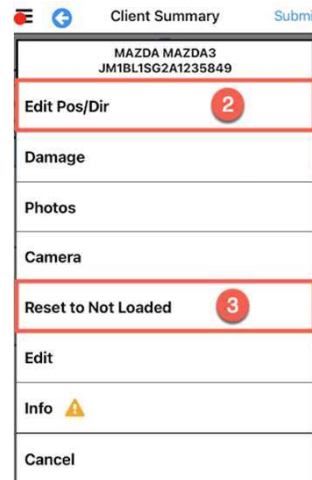 Client Summary Submi
MAZDA MAZDA3
JM1BL1SG2A1235849
Edit Pos/Dir 2
Damage
Photos
Camera
Reset to Not Loaded 3
Edit
Info
Cancel